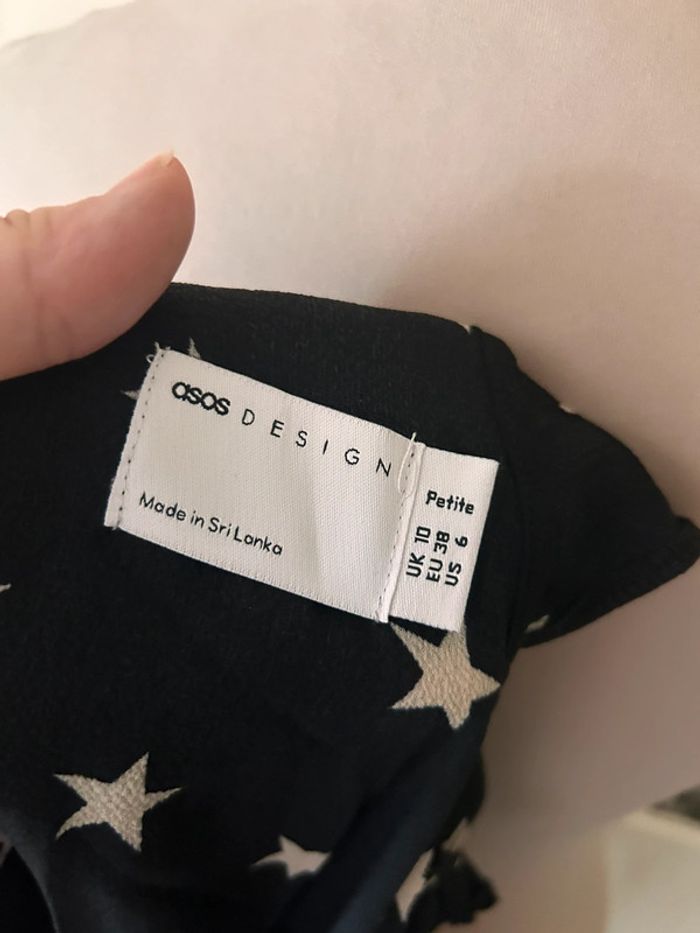 asos DESIGN
Made in Sri Lanka
Petite
UK 10
EU 38
US 6